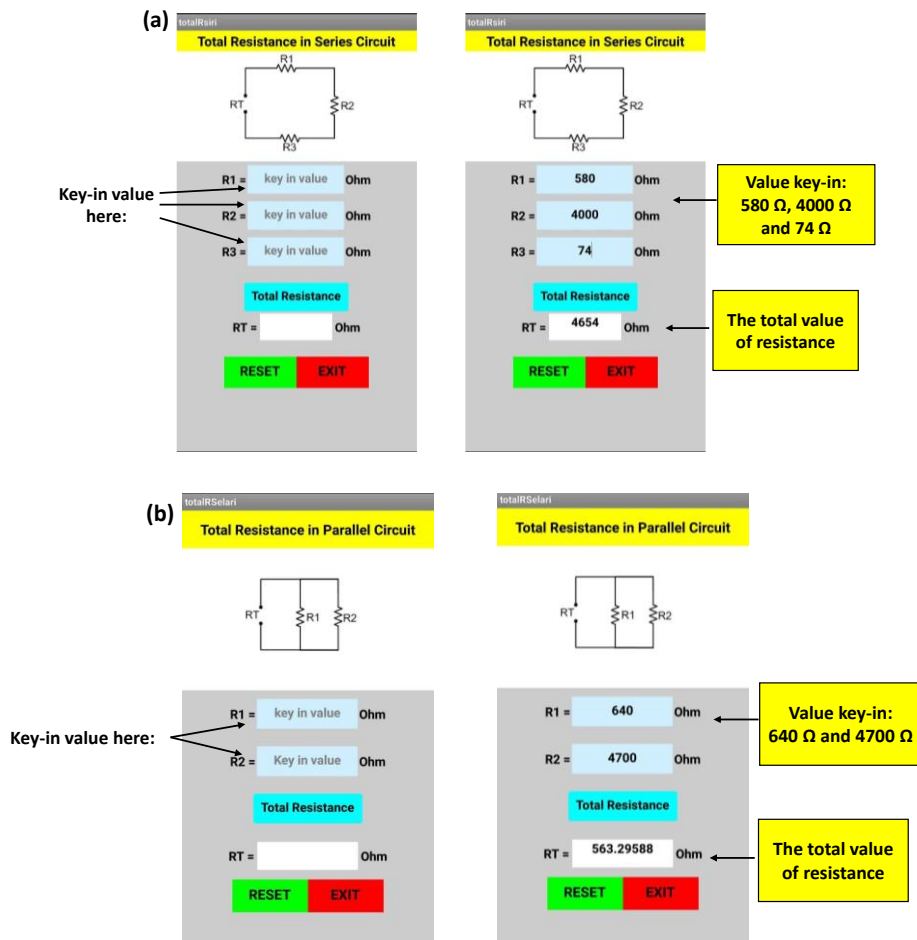 (a)
totalRsiri
Total Resistance in Series Circuit
R1
RT
R2
R3
Key-in value
here:
R1 = key in value Ohm
R2 = key in value Ohm
R3 = key in value Ohm
Total Resistance
RT = Ohm
RESET EXIT
totalRsiri
Total Resistance in Series Circuit
R1
RT
R2
R3
R1 = 580 Ohm
R2 = 4000 Ohm
R3 = 74 Ohm
Total Resistance
RT = 4654 Ohm
RESET EXIT
Value key-in:
580 Ω, 4000 Ω
and 74 Ω
The total value
of resistance
(b)
totalRSelari
Total Resistance in Parallel Circuit
RT
R1
R2
Key-in value here:
R1 = key in value Ohm
R2 = Key in value Ohm
Total Resistance
RT = Ohm
RESET EXIT
totalRSelari
Total Resistance in Parallel Circuit
RT
R1
R2
R1 = 640 Ohm
R2 = 4700 Ohm
Total Resistance
RT = 563.29588 Ohm
RESET EXIT
Value key-in:
640 Ω and 4700 Ω
The total value
of resistance